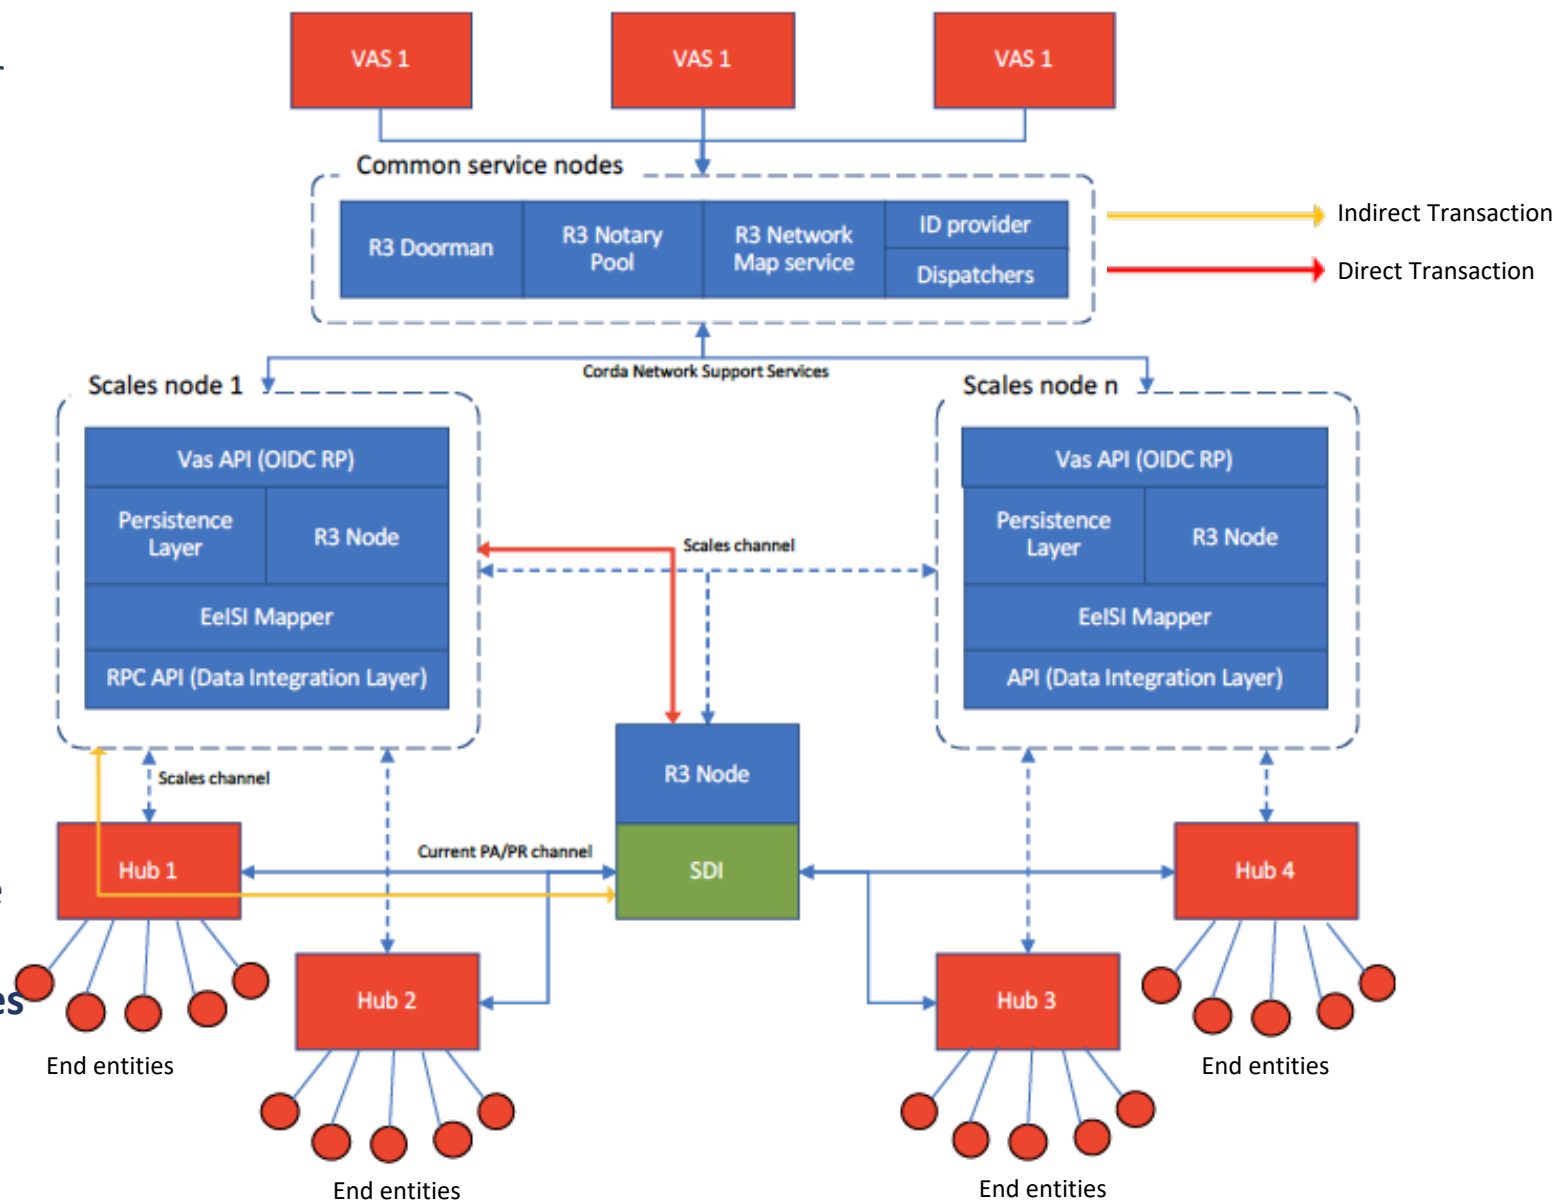 VAS 1
VAS 1
VAS 1
Common service nodes
R3 Doorman
R3 Notary
Pool
R3 Network
Map service
ID provider
Dispatchers
Indirect Transaction
Direct Transaction
Corda Network Support Services
Scales node 1
Scales node n
Vas API (OIDC RP)
Persistence
Layer
R3 Node
EeISI Mapper
RPC API (Data Integration Layer)
Vas API (OIDC RP)
Persistence
Layer
R3 Node
EeISI Mapper
API (Data Integration Layer)
Scales channel
Scales channel
R3 Node
SDI
Current PA/PR channel
Hub 1
Hub 2
Hub 3
Hub 4
es
End entities
End entities
End entities
End entities